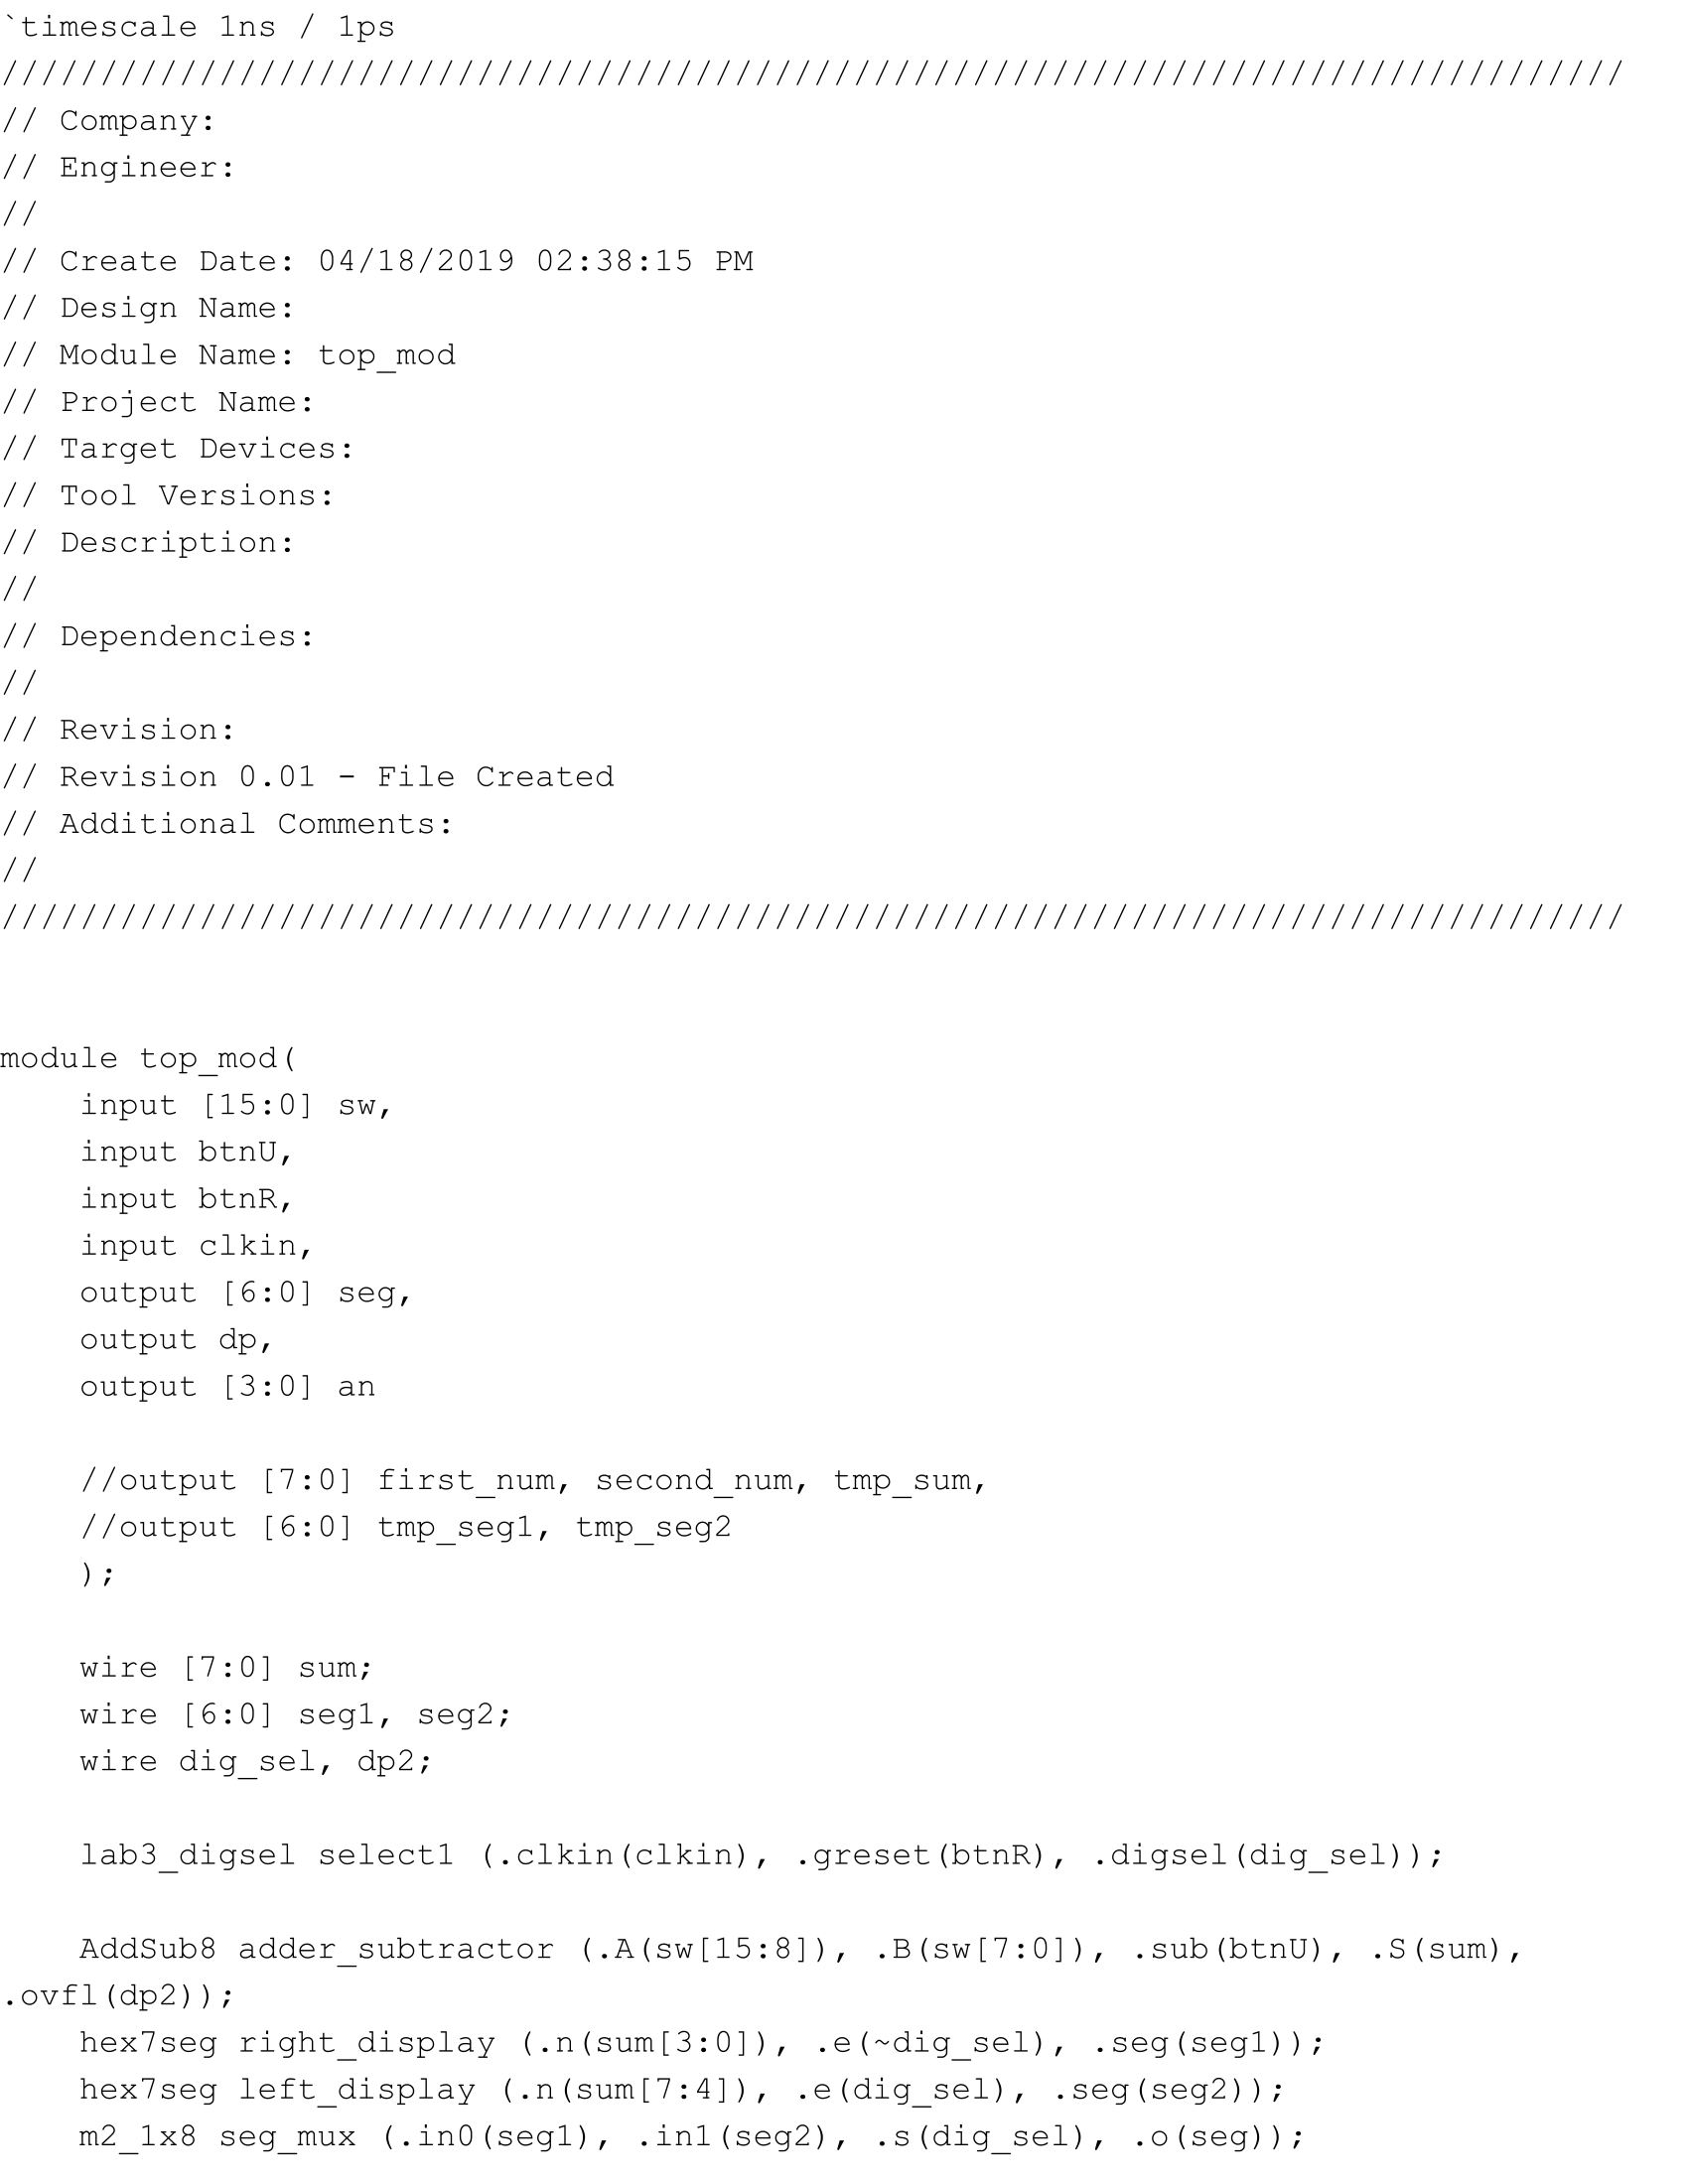 `timescale 1ns / 1ps
//////////////////////////////////////////////////////////////////////////////////
// Company:
// Engineer:
//
// Create Date: 04/18/2019 02:38:15 PM
// Design Name:
// Module Name: top_mod
// Project Name:
// Target Devices:
// Tool Versions:
// Description:
//
// Dependencies:
//
// Revision:
// Revision 0.01 - File Created
// Additional Comments:
//
//////////////////////////////////////////////////////////////////////////////////
module top_mod(
    input [15:0] sw,
    input btnU,
    input btnR,
    input clkin,
    output [6:0] seg,
    output dp,
    output [3:0] an
    //output [7:0] first_num, second_num, tmp_sum,
    //output [6:0] tmp_seg1, tmp_seg2
    );
    wire [7:0] sum;
    wire [6:0] seg1, seg2;
    wire dig_sel, dp2;
    lab3_digsel select1 (.clkin(clkin), .greset(btnR), .digsel(dig_sel));
    AddSub8 adder_subtractor (.A(sw[15:8]), .B(sw[7:0]), .sub(btnU), .S(sum),
.ovfl(dp2));
    hex7seg right_display (.n(sum[3:0]), .e(~dig_sel), .seg(seg1));
    hex7seg left_display (.n(sum[7:4]), .e(dig_sel), .seg(seg2));
    m2_1x8 seg_mux (.in0(seg1), .in1(seg2), .s(dig_sel), .o(seg));